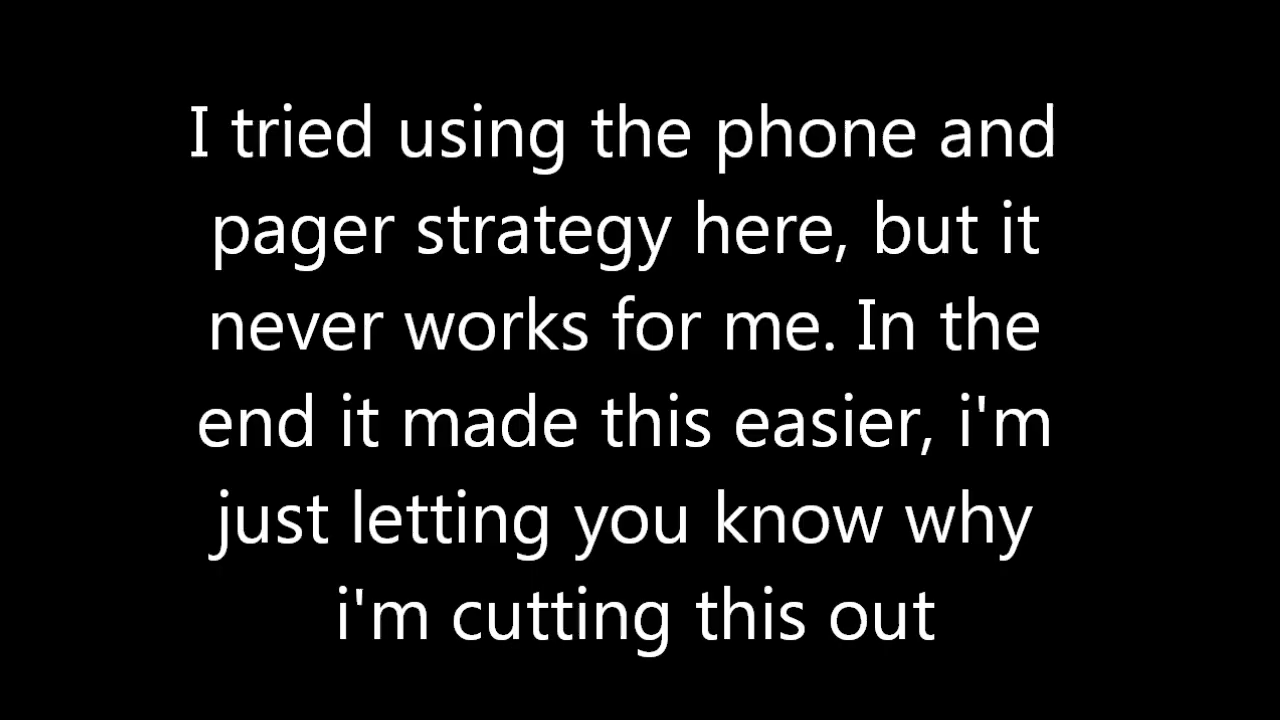 I tried using the phone and
pager strategy here, but it
never works for me. In the
end it made this easier, i'm
just letting you know why
i'm cutting this out